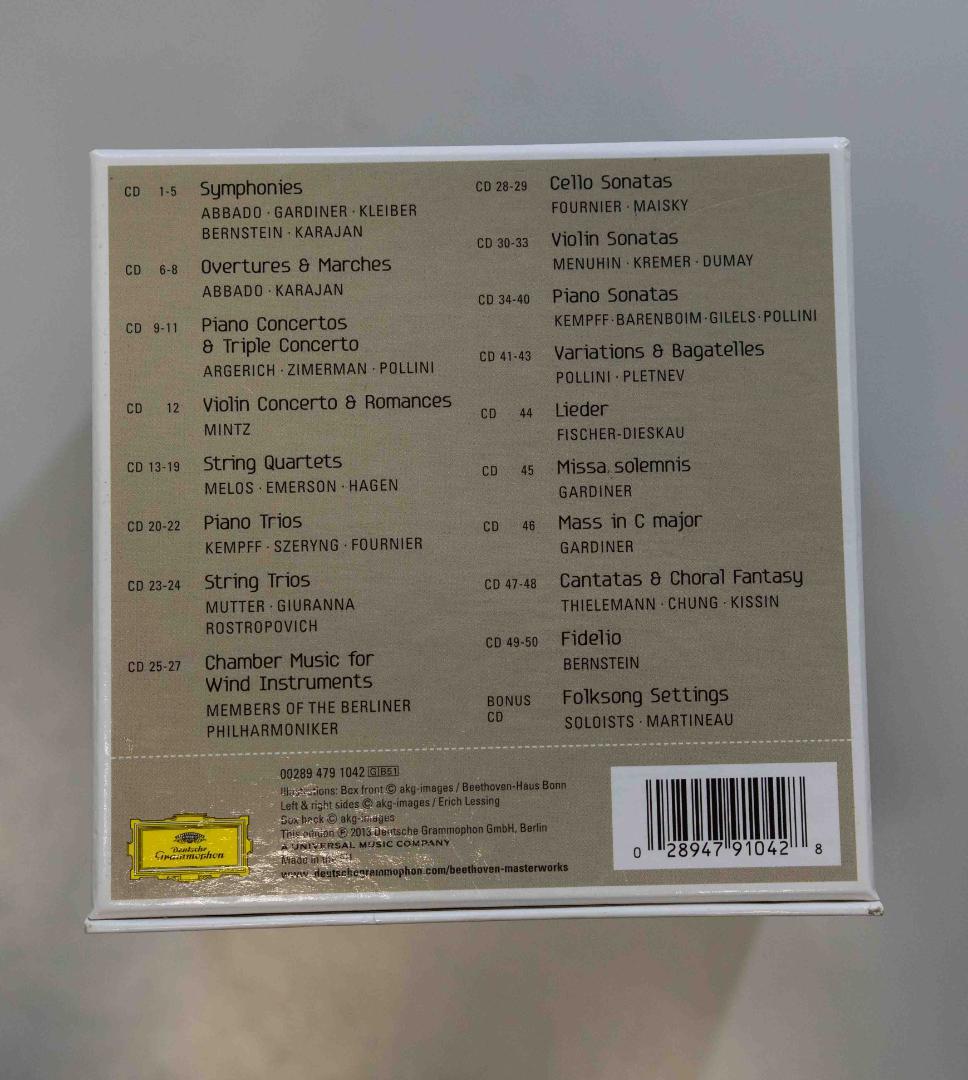 CD 1-5 Symphonies
ABBADO · GARDINER · KLEIBER
BERNSTEIN · KARAJAN
CD 6-8 Overtures & Marches
ABBADO · KARAJAN
CD 9-11 Piano Concertos
& Triple Concerto
ARGERICH · ZIMERMAN · POLLINI
CD 12 Violin Concerto & Romances
MINTZ
CD 13-19 String Quartets
MELOS · EMERSON · HAGEN
CD 20-22 Piano Trios
KEMPFF · SZERYNG · FOURNIER
CD 23-24 String Trios
MUTTER · GIURANNA
ROSTROPOVICH
CD 25-27 Chamber Music for
Wind Instruments
MEMBERS OF THE BERLINER
PHILHARMONIKER
CD 28-29 Cello Sonatas
FOURNIER · MAISKY
CD 30-33 Violin Sonatas
MENUHIN · KREMER · DUMAY
CD 34-40 Piano Sonatas
KEMPFF · BARENBOIM · GILELS · POLLINI
CD 41-43 Variations & Bagatelles
POLLINI · PLETNEV
CD 44 Lieder
FISCHER-DIESKAU
CD 45 Missa solemnis
GARDINER
CD 46 Mass in C major
GARDINER
CD 47-48 Cantatas & Choral Fantasy
THIELEMANN · CHUNG · KISSIN
CD 49-50 Fidelio
BERNSTEIN
BONUS
CD Folksong Settings
SOLOISTS · MARTINEAU
00289 479 1042 GB51
Illustrations: Box front © akg-images / Beethoven-Haus Bonn
Left & right sides © akg-images / Erich Lessing
Box back © akg-images
This edition ℗ 2013 Deutsche Grammophon GmbH, Berlin
A UNIVERSAL MUSIC COMPANY
Made in the
www.deutschegrammophon.com/beethoven-masterworks
Deutsche
Grammophon
0 28947 91042 8